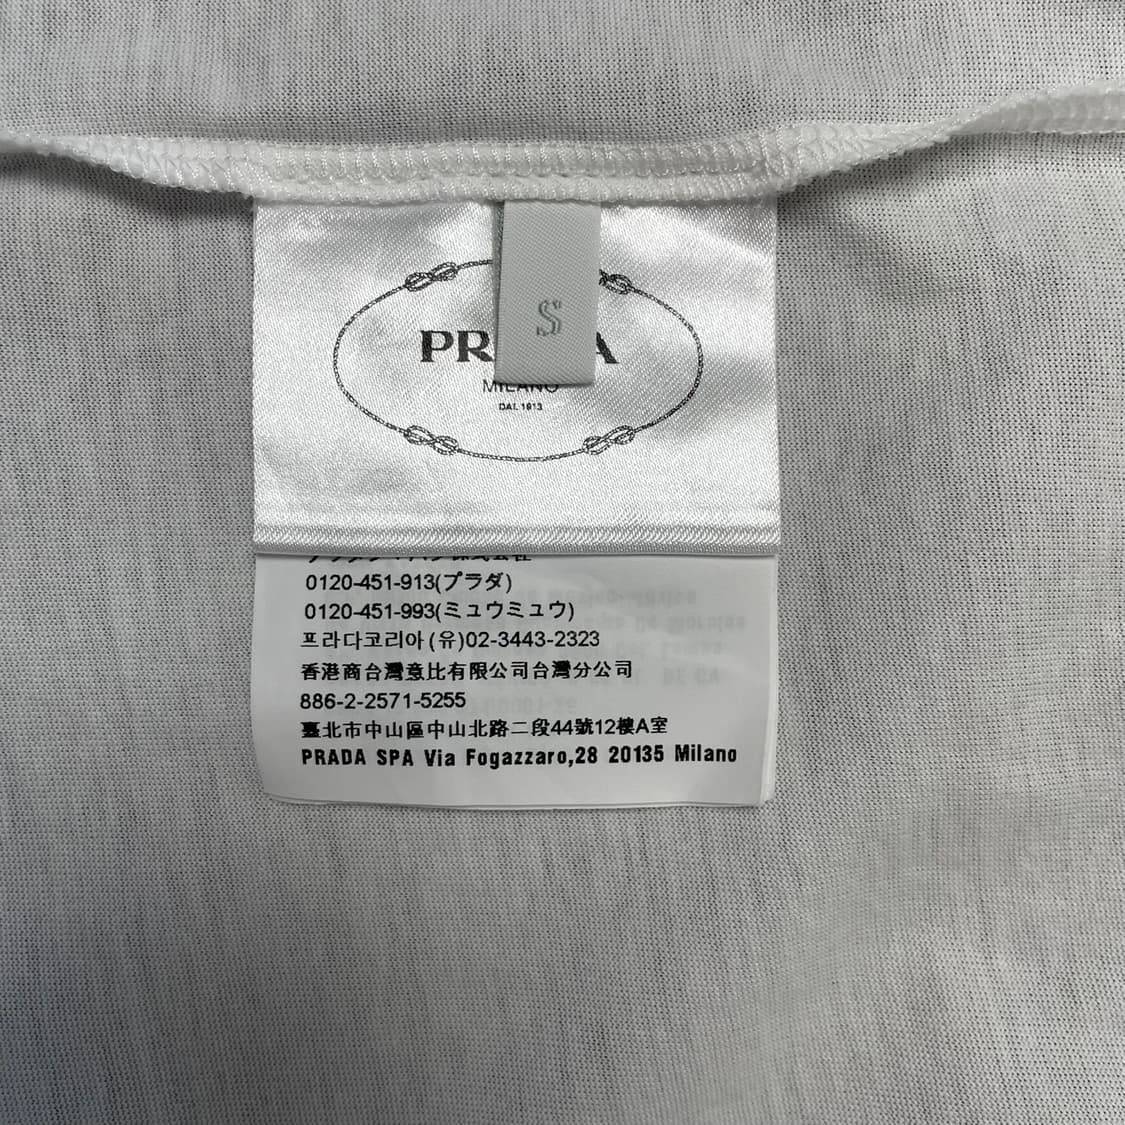 S
MILANO
DAL 1913
0120-451-913(プラダ)
0120-451-993(ミュウミュウ)
프라다코리아(유)02-3443-2323
香港商台灣意比有限公司台灣分公司
886-2-2571-5255
臺北市中山區中山北路二段44號12樓A室
PRADA SPA Via Fogazzaro,28 20135 Milano